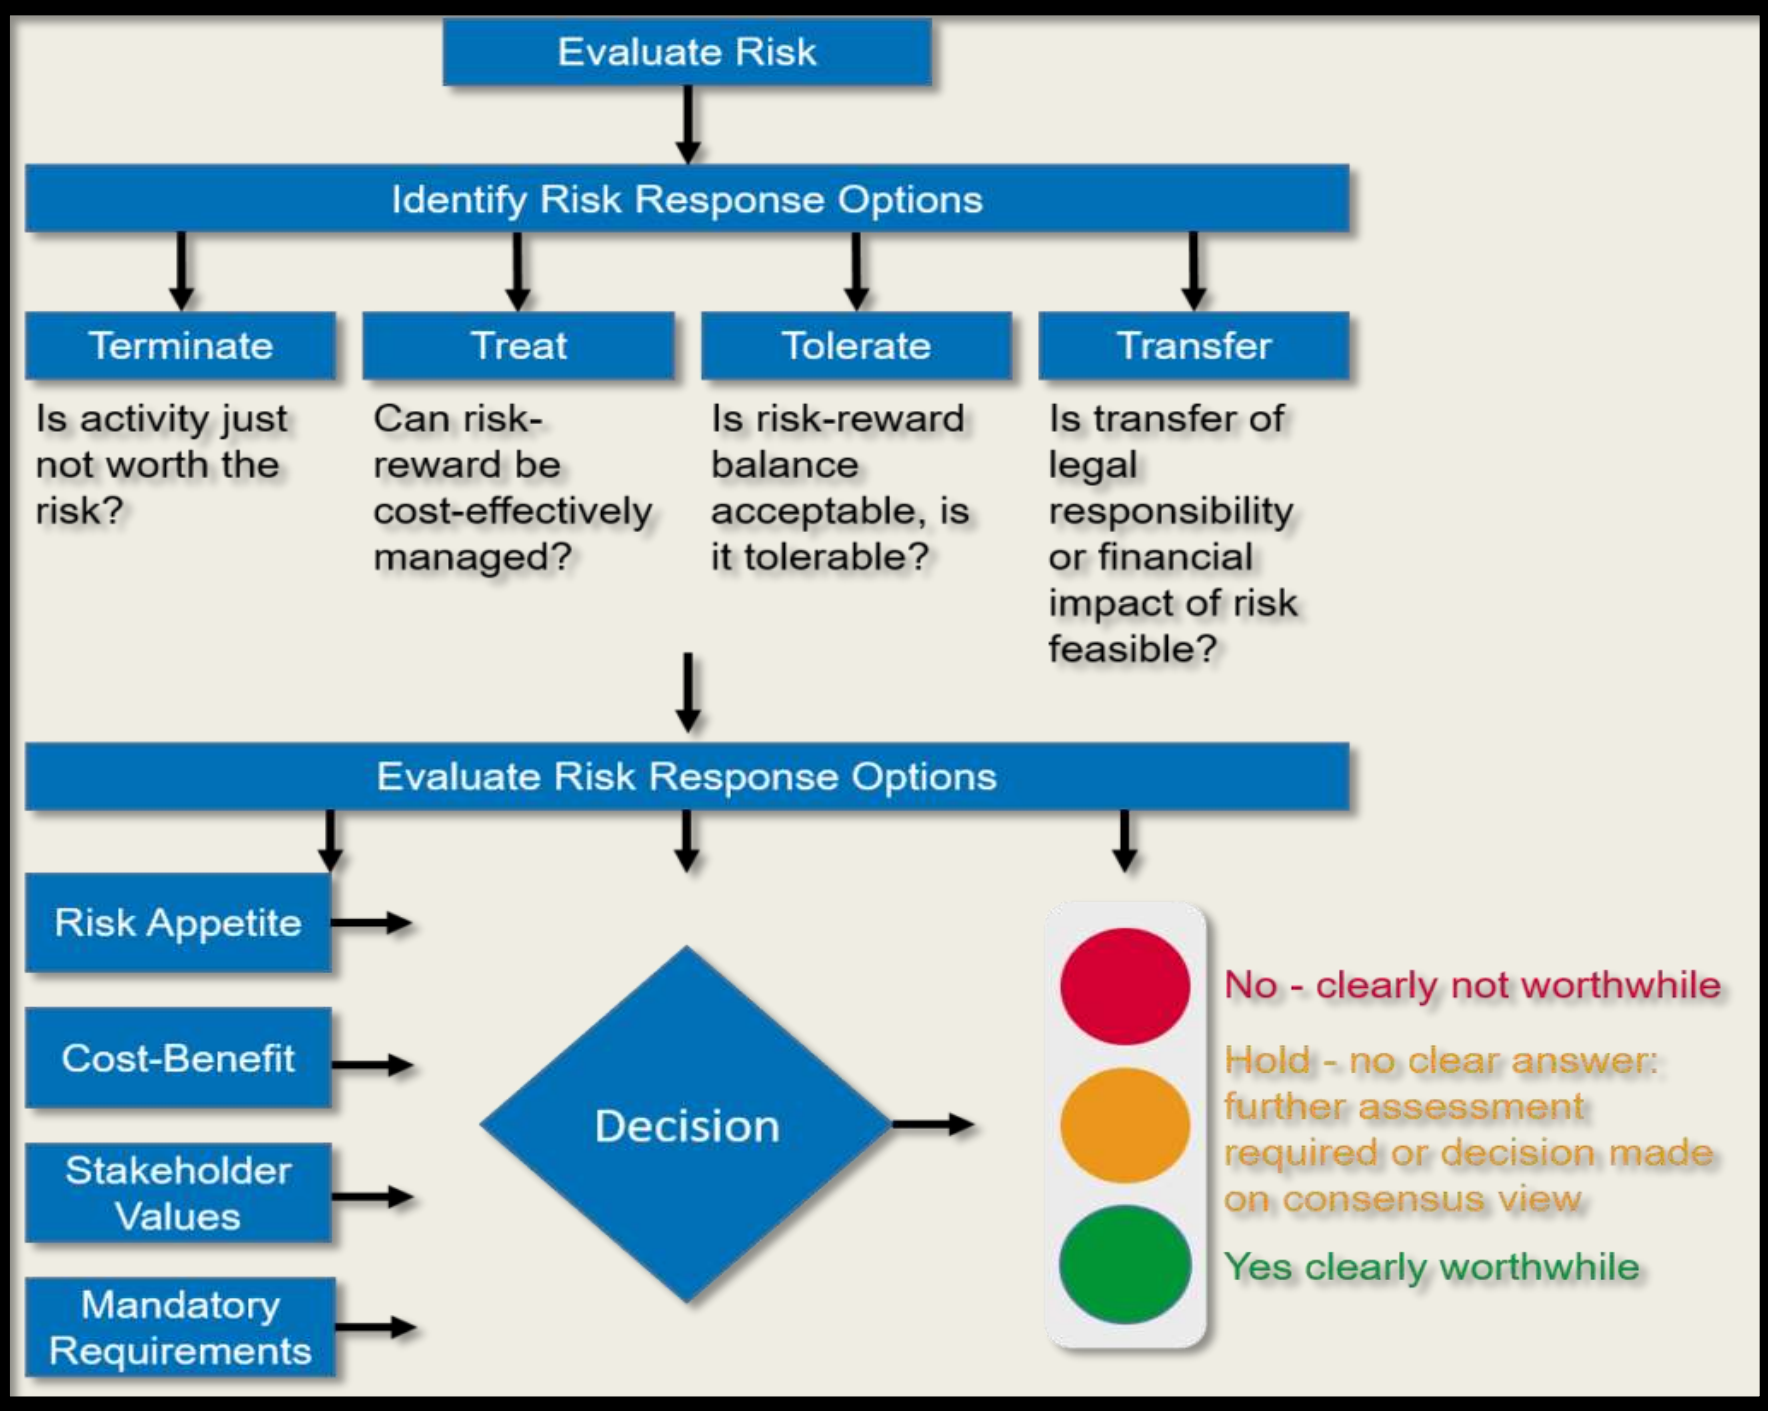 Evaluate Risk
Identify Risk Response Options
Terminate
Treat
Tolerate
Transfer
Is activity just
not worth the
risk?
Can risk-
reward be
cost-effectively
managed?
Is risk-reward
balance
acceptable, is
it tolerable?
Is transfer of
legal
responsibility
or financial
impact of risk
feasible?
Evaluate Risk Response Options
Risk Appetite
Cost-Benefit
Stakeholder
Values
Mandatory
Requirements
Decision
No - clearly not worthwhile
Hold - no clear answer:
further assessment
required or decision made
on consensus view
Yes clearly worthwhile